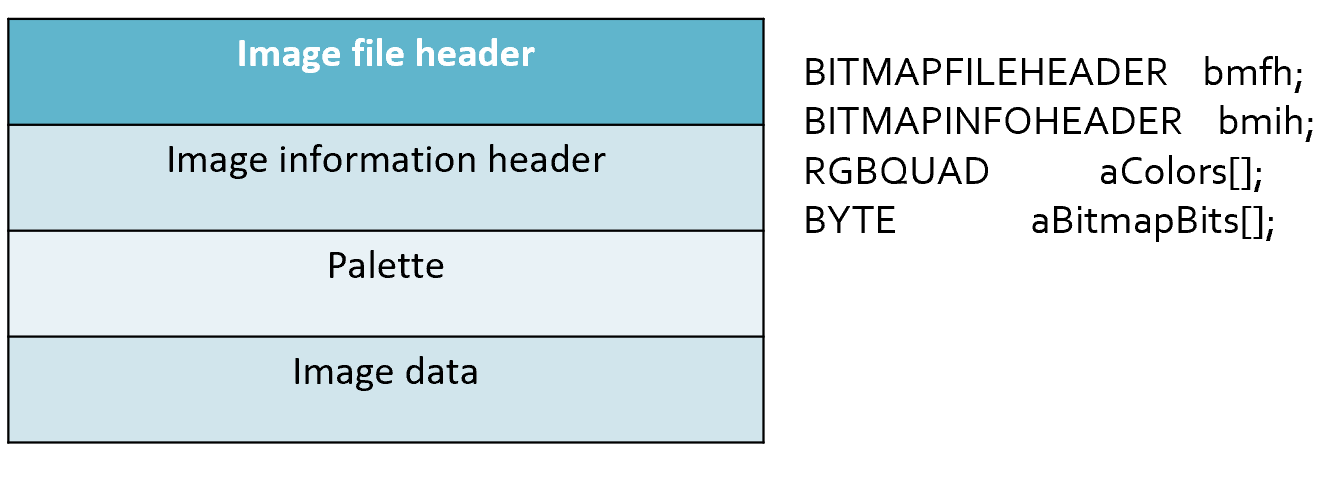 Image file header
Image information header
Palette
Image data
BITMAPFILEHEADER bmfh;
BITMAPINFOHEADER bmih;
RGBQUAD aColors[];
BYTE aBitmapBits[];